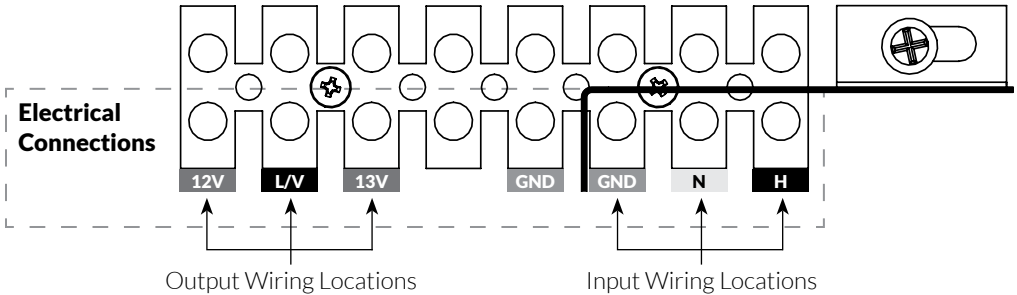 Electrical
Connections
12V L/V 13V GND GND N H
Output Wiring Locations Input Wiring Locations